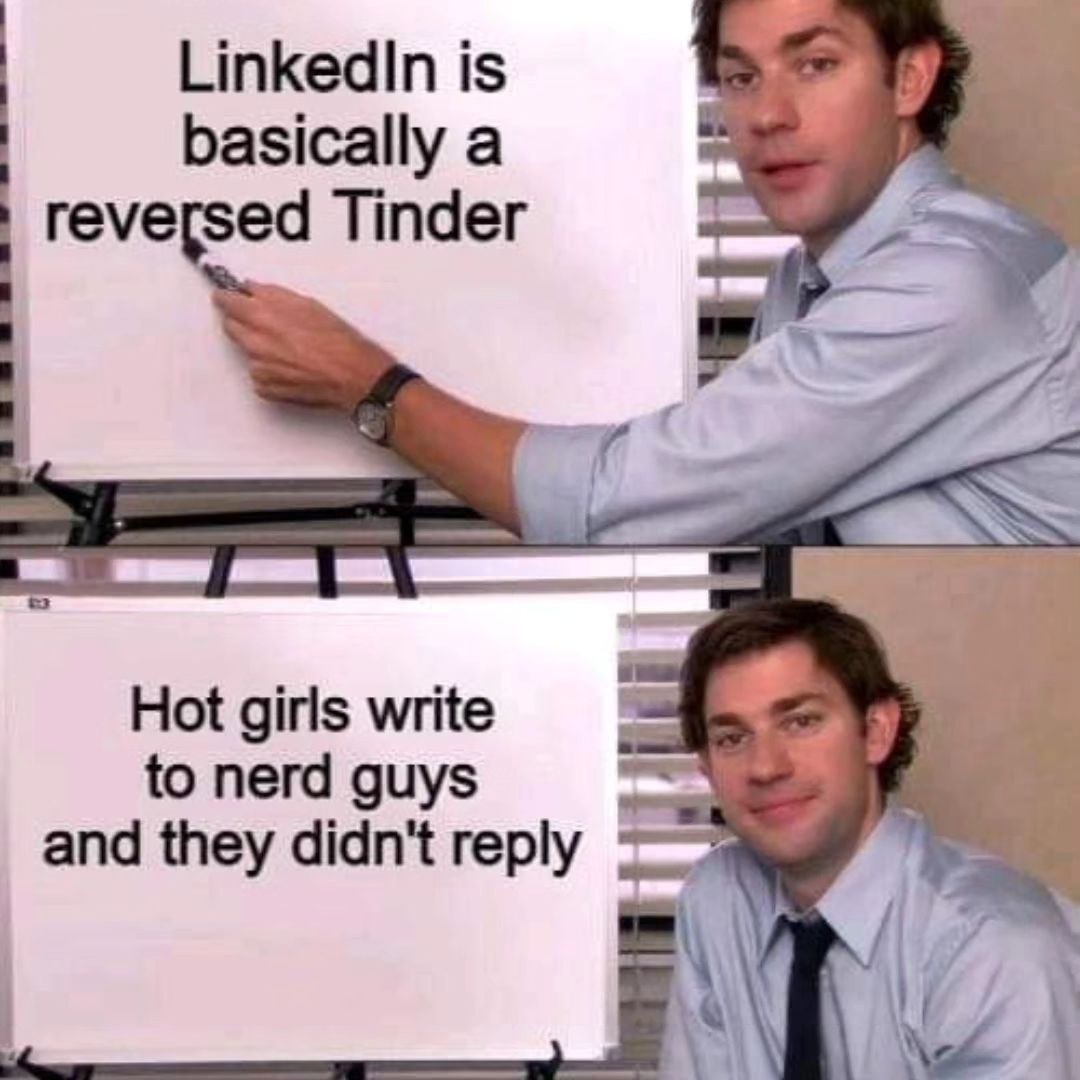 LinkedIn is
basically a
reversed Tinder
Hot girls write
to nerd guys
and they didn't reply